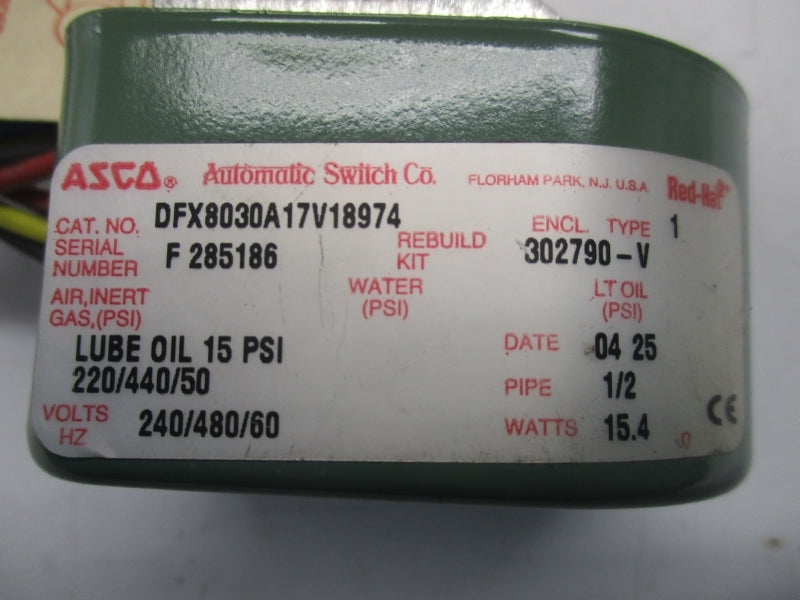 ASCO® Automatic Switch Co. FLORHAM PARK, N.J. U.S.A. Red-Hat
CAT. NO. DFX8030A17V18974 ENCL. TYPE 1
SERIAL NUMBER F 285186 REBUILD KIT 302790-V
AIR, INERT GAS, (PSI) WATER (PSI) LT OIL (PSI)
LUBE OIL 15 PSI DATE 04 25
220/440/50 PIPE 1/2
VOLTS HZ 240/480/60 WATTS 15.4 CE